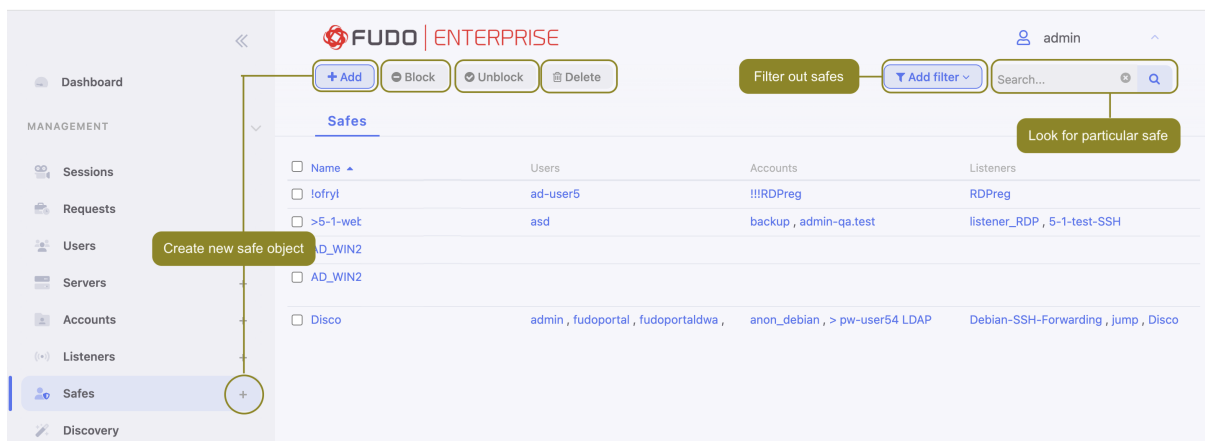 FUDO ENTERPRISE
admin
+ Add
Block
Unblock
Delete
Filter out safes
Add filter
Search...
Look for particular safe
Dashboard
MANAGEMENT
Sessions
Requests
Users
Servers
Accounts
Listeners
Safes
Discovery
Create new safe object
Safes
Name Users Accounts Listeners
ad-user5 !!!RDPreg RDPreg
>5-1-web asd backup , admin-qa.test listener_RDP , 5-1-test-SSH
AD_WIN2
AD_WIN2
Disco admin , fudoportal , fudoportaldwa , anon_debian , > pw-user54 LDAP Debian-SSH-Forwarding , jump , Disco